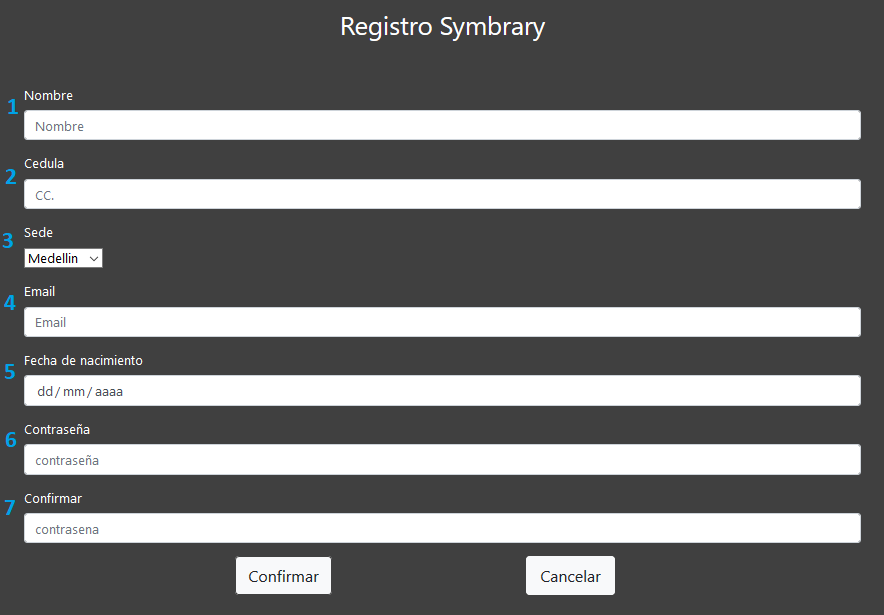 Registro Symbrary
Nombre
1
Nombre
Cedula
2
CC.
Sede
3
Medellin
Email
4
Email
Fecha de nacimiento
5
dd/mm/aaaa
Contraseña
6
contraseña
Confirmar
7
contrasena
Confirmar Cancelar